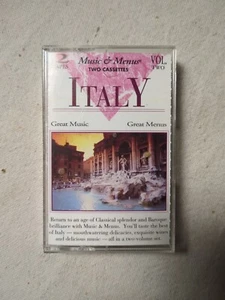 2
Music & Menus
TWO CASSETTES
VOL.
TWO
ITALY
Great Music
Great Menus
Return to an age of Classical splendor and Baroque
brilliance with Music & Menus. You'll taste the best
of Italy — mouthwatering delicacies, exquisite wines
and delicious music — all in a two-volume set.